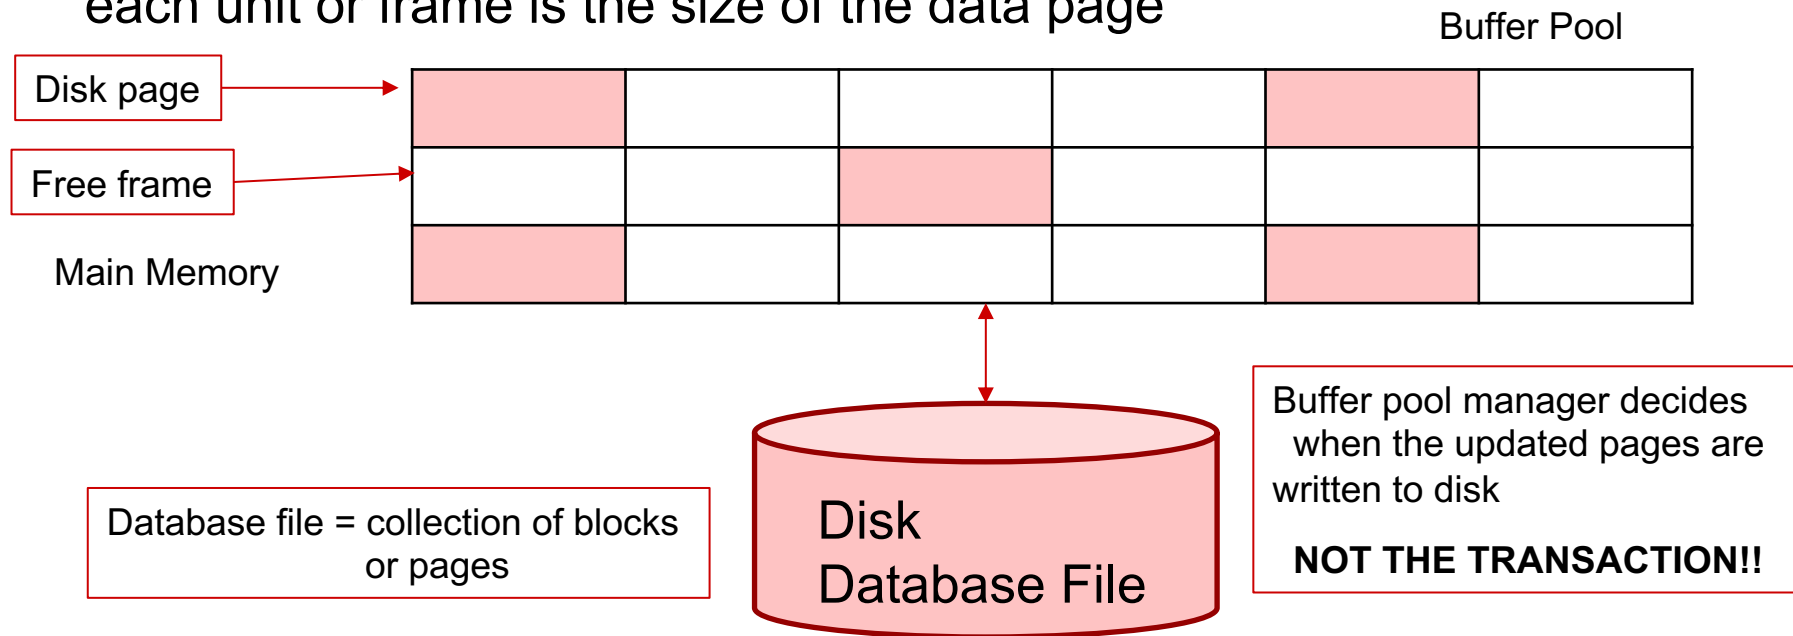 each unit or frame is the size of the data page
Buffer Pool
Disk page
Free frame
Main Memory
Buffer pool manager decides
when the updated pages are
written to disk
NOT THE TRANSACTION!!
Database file = collection of blocks
or pages
Disk
Database File